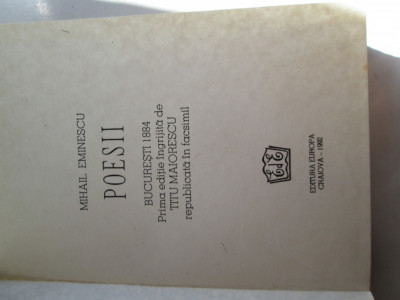 MIHAIL EMINESCU
POESII
BUCUREȘTI 1884
Prima ediție îngrijită de
TITU MAIORESCU
republicată în facsimil
EDITURA EUROPA
CRAIOVA - 1992